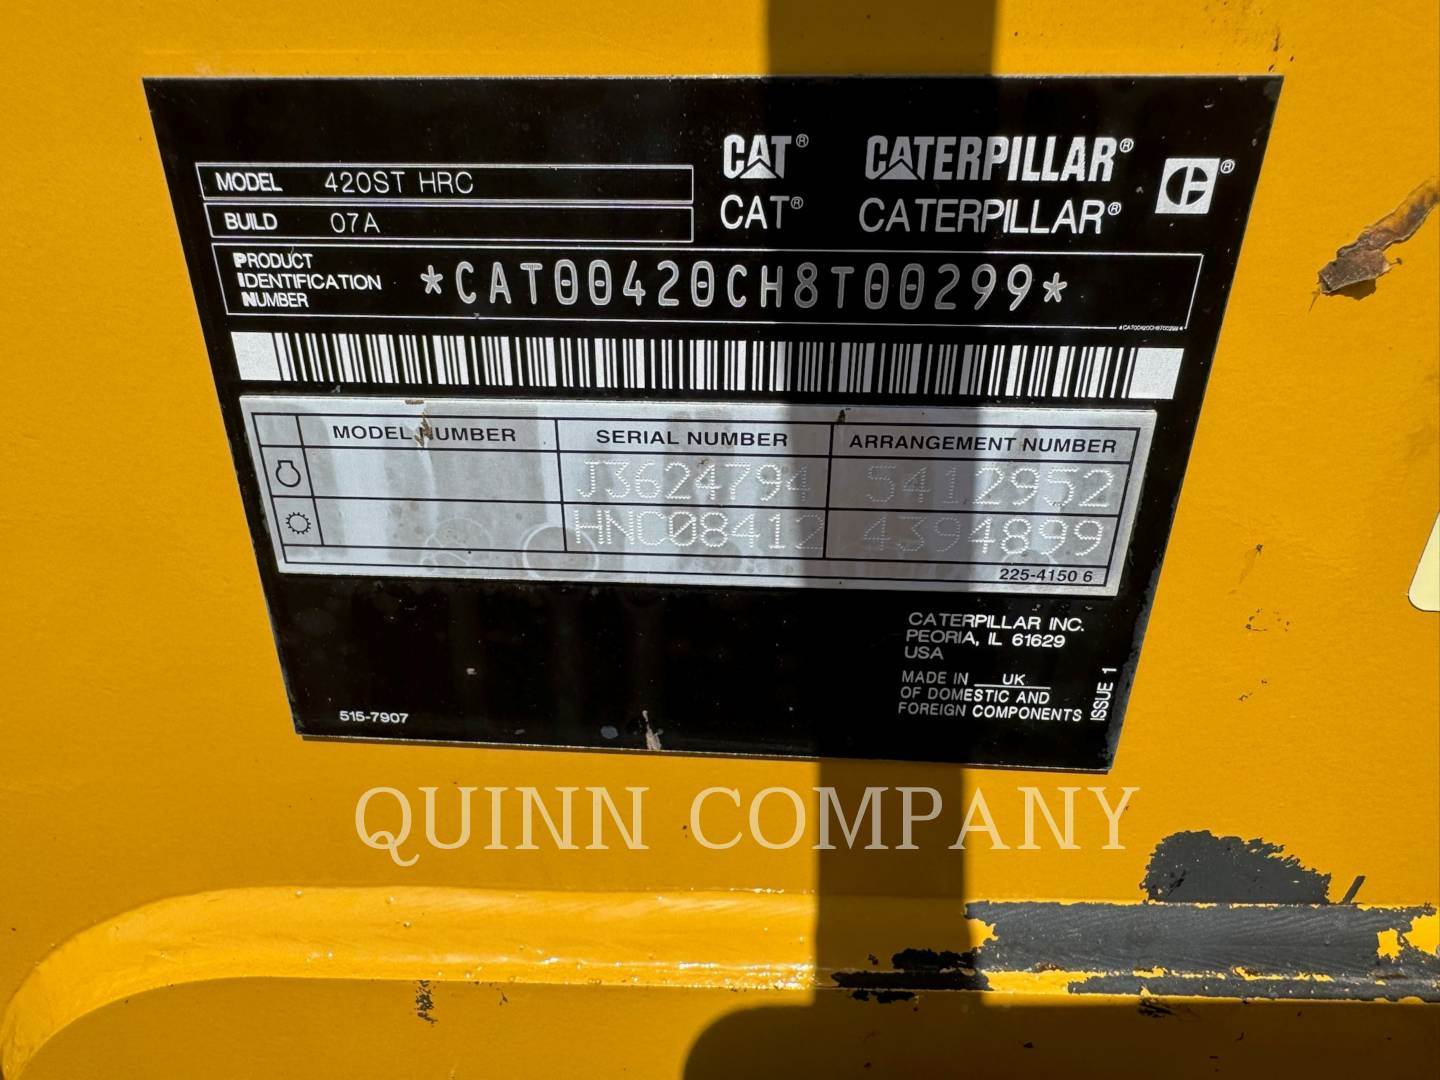 CAT® CATERPILLAR®
CAT® CATERPILLAR®
MODEL 420ST HRC
BUILD 07A
PRODUCT
IDENTIFICATION
NUMBER
*CAT00420CH8T00299*
*CAT00420CH8T00299*
MODEL NUMBER SERIAL NUMBER ARRANGEMENT NUMBER
J3624794 5412952
HNC08412 4394899
225-4150 6
CATERPILLAR INC.
PEORIA, IL 61629
USA
MADE IN UK
OF DOMESTIC AND
FOREIGN COMPONENTS
ISSUE 1
515-7907
QUINN COMPANY